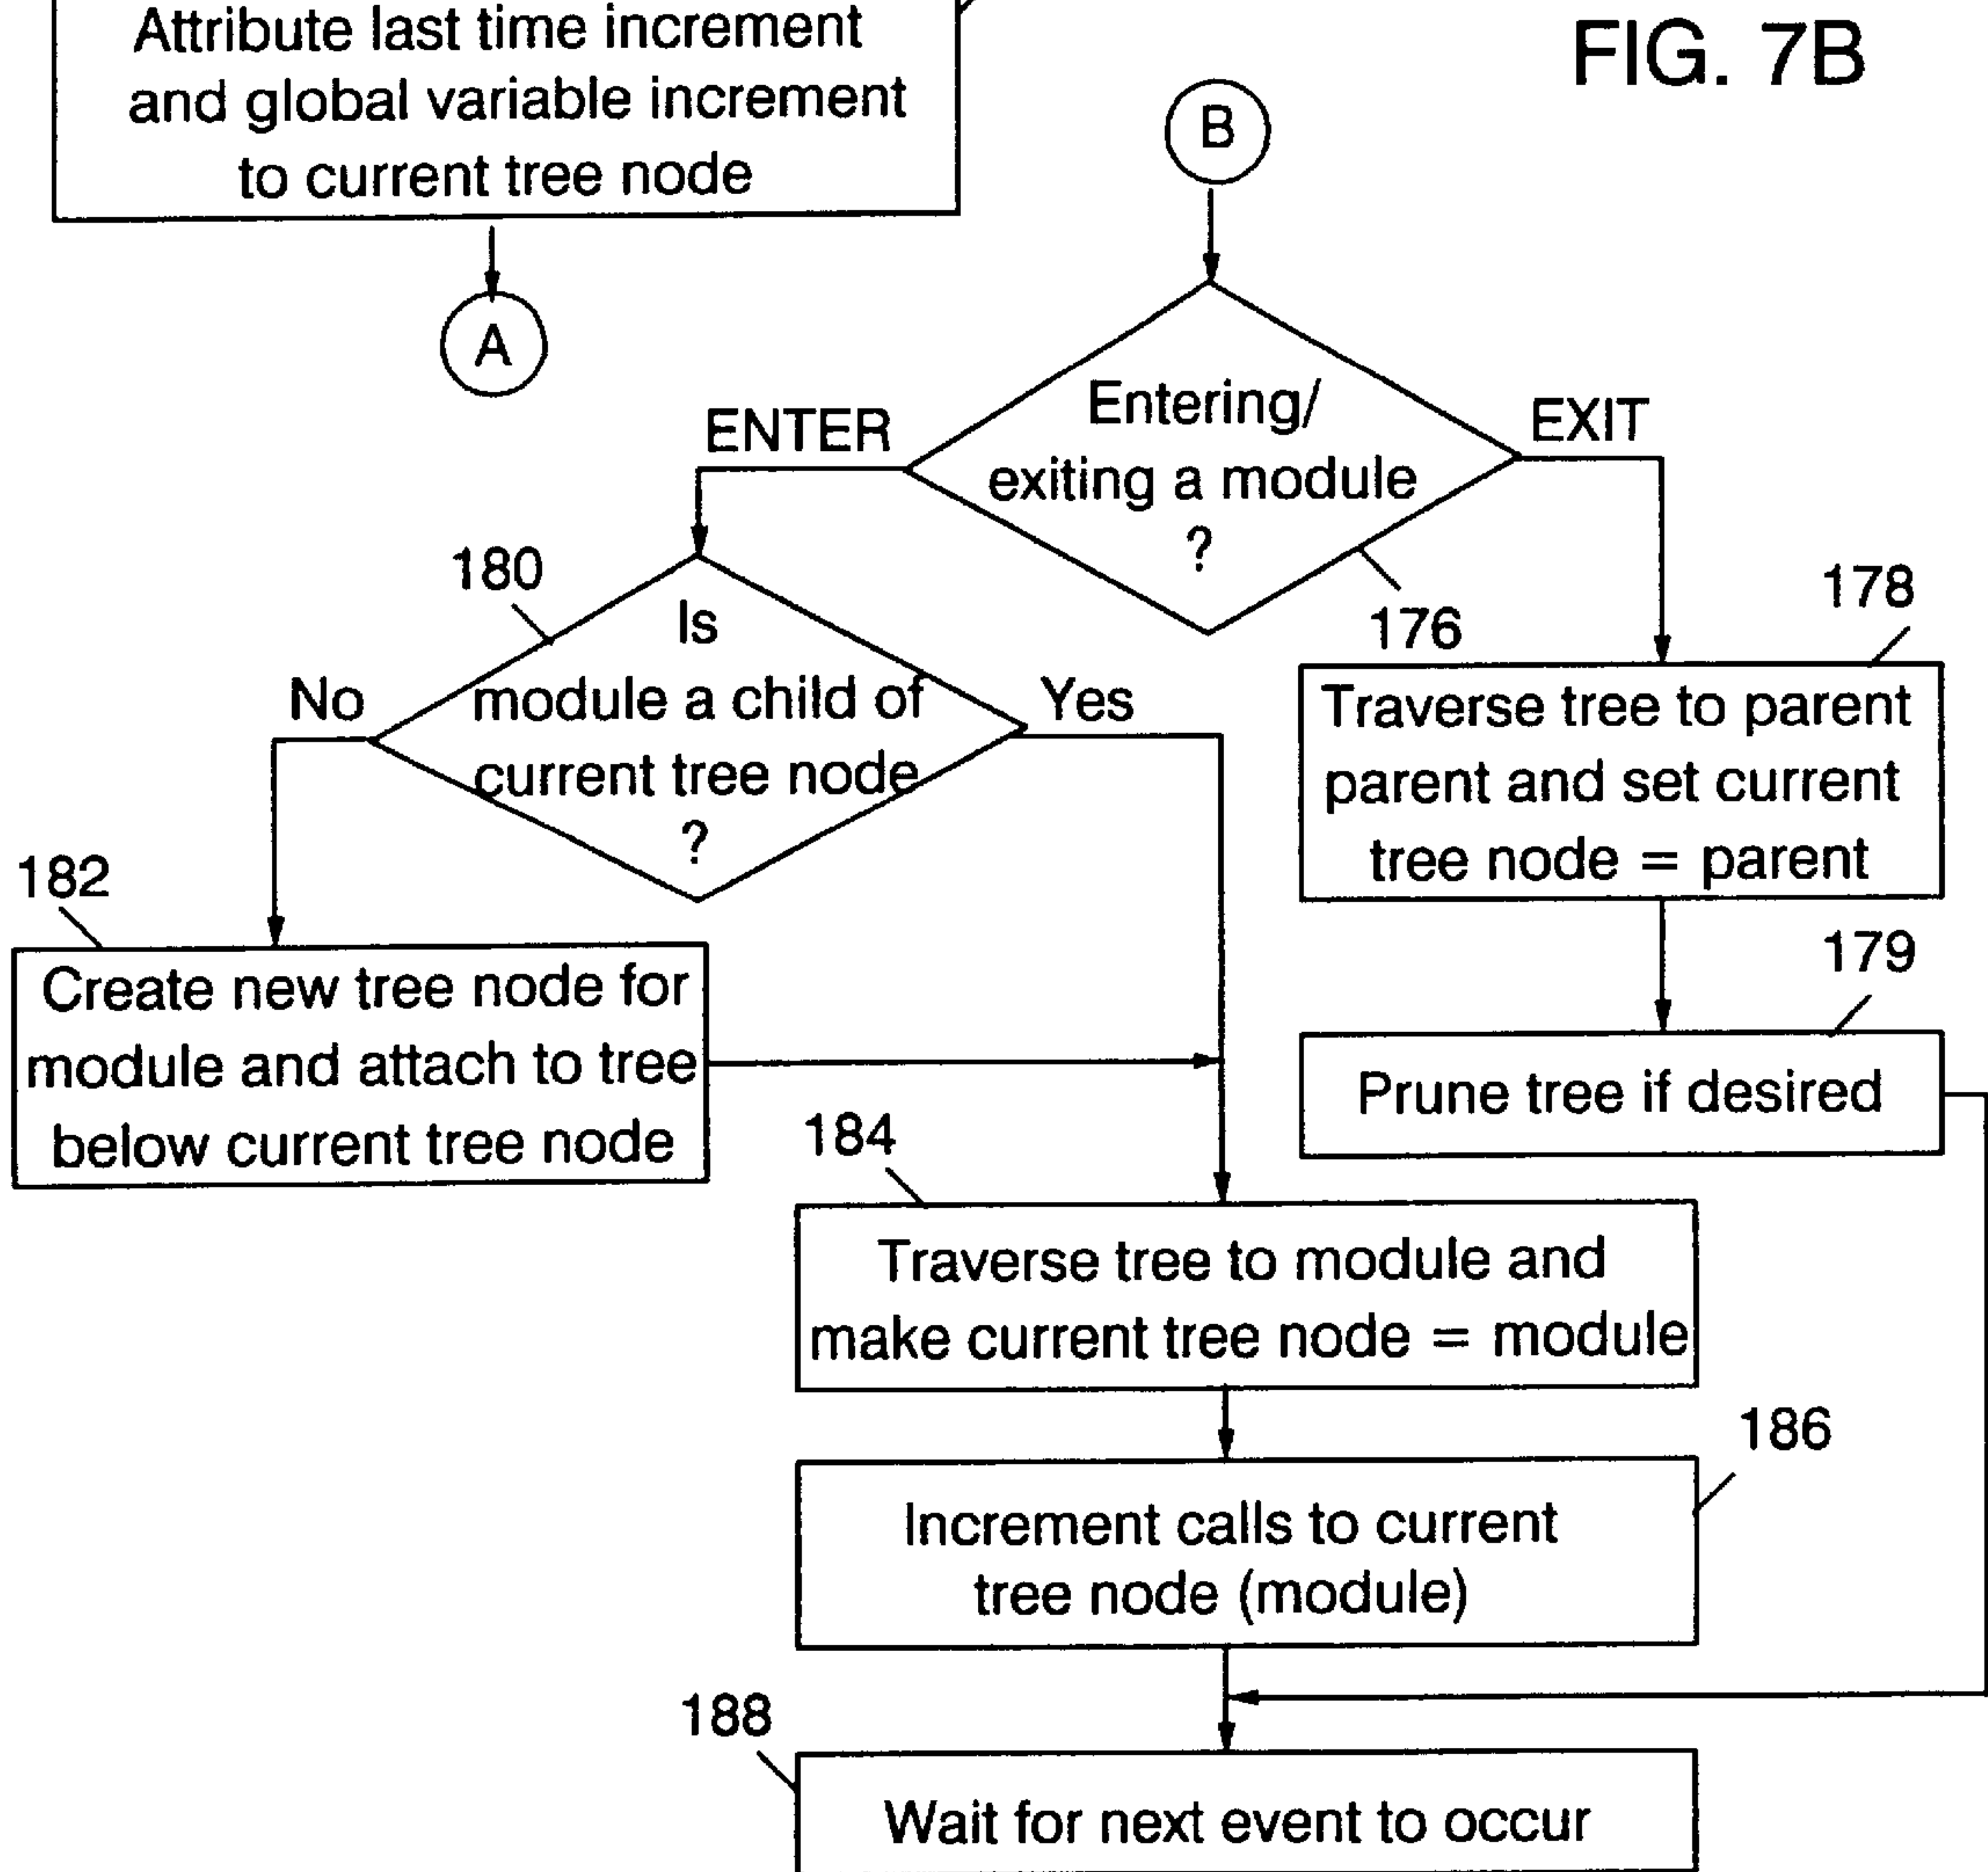 Attribute last time increment
and global variable increment
to current tree node
FIG. 7B
B
A
Entering/
exiting a module
?
ENTER
EXIT
176
180
Is
module a child of
current tree node
?
No
Yes
178
Traverse tree to parent
parent and set current
tree node = parent
182
Create new tree node for
module and attach to tree
below current tree node
179
Prune tree if desired
184
Traverse tree to module and
make current tree node = module
186
Increment calls to current
tree node (module)
188
Wait for next event to occur